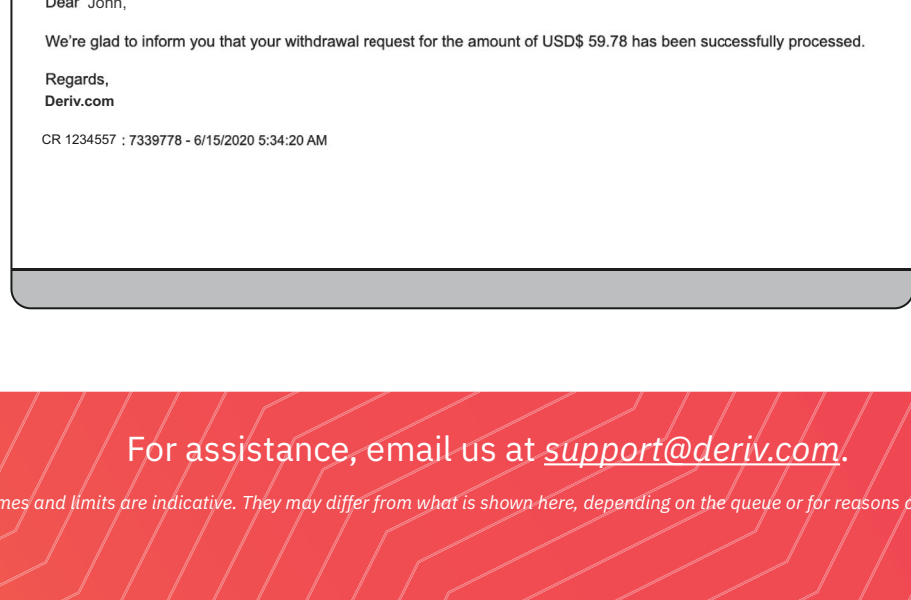 Dear John,
We're glad to inform you that your withdrawal request for the amount of USD$ 59.78 has been successfully processed.
Regards,
Deriv.com
CR 1234557 : 7339778 - 6/15/2020 5:34:20 AM
For assistance, email us at support@deriv.com.
and limits are indicative. They may differ from what is shown here, depending on the queue or for reasons